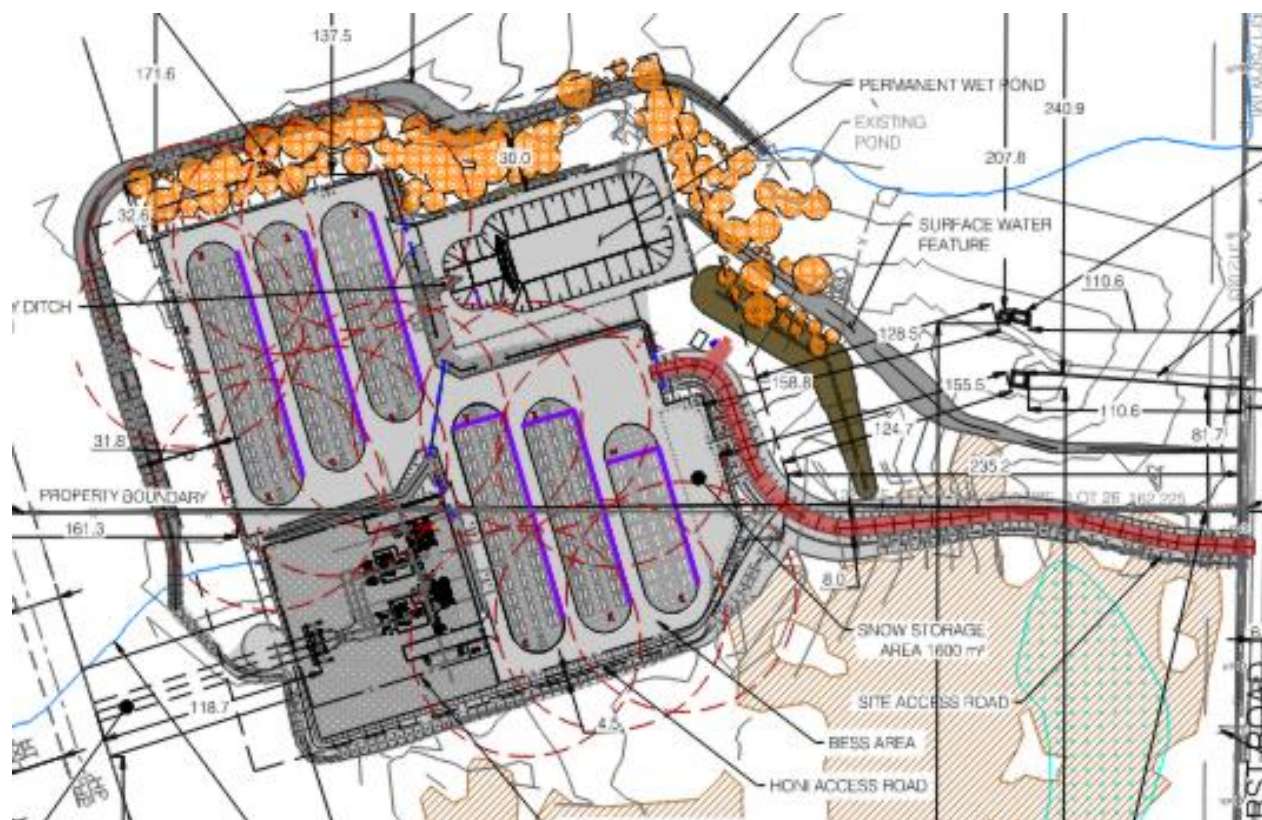 137.5
171.6
PERMANENT WET POND
240.9
EXISTING
POND
30.0
207.8
32.6
SURFACE WATER
FEATURE
110.6
Y DITCH
128.5
158.8
155.5
110.6
124.7
81.7
31.8
235.2
PROPERTY BOUNDARY
LOT 26
161.3
8.0
SNOW STORAGE
AREA 1600 m²
SITE ACCESS ROAD
118.7
4.5
BESS AREA
HONI ACCESS ROAD